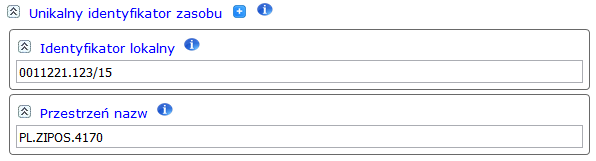 Unikalny identyfikator zasobu
Identyfikator lokalny
0011221.123/15
Przestrzeń nazw
PL.ZIPOS.4170